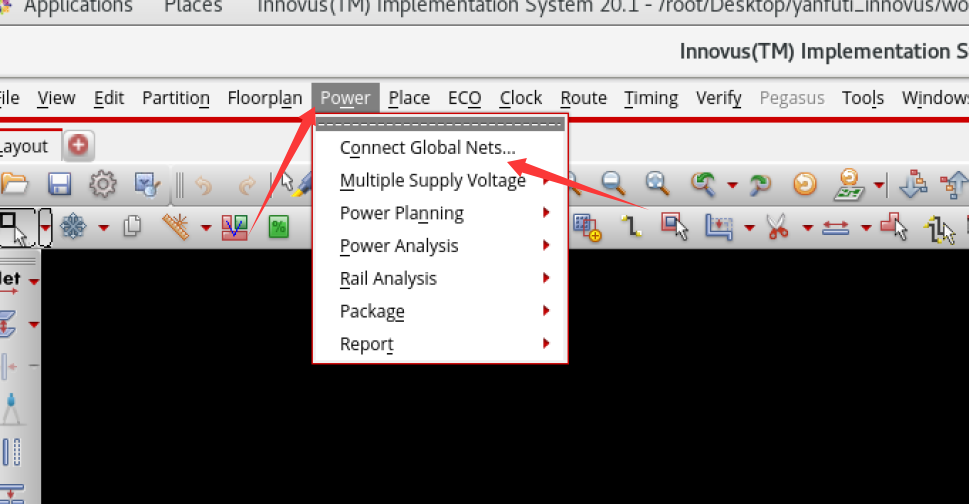 Applications Places Innovus(TM) Implementation System 20.1 - /root/Desktop/yanfuti_innovus/wo
Innovus(TM) Implementation S
File View Edit Partition Floorplan Power Place ECO Clock Route Timing Verify Pegasus Tools Windows
Layout
Connect Global Nets...
Multiple Supply Voltage
Power Planning
Power Analysis
Rail Analysis
Package
Report
%